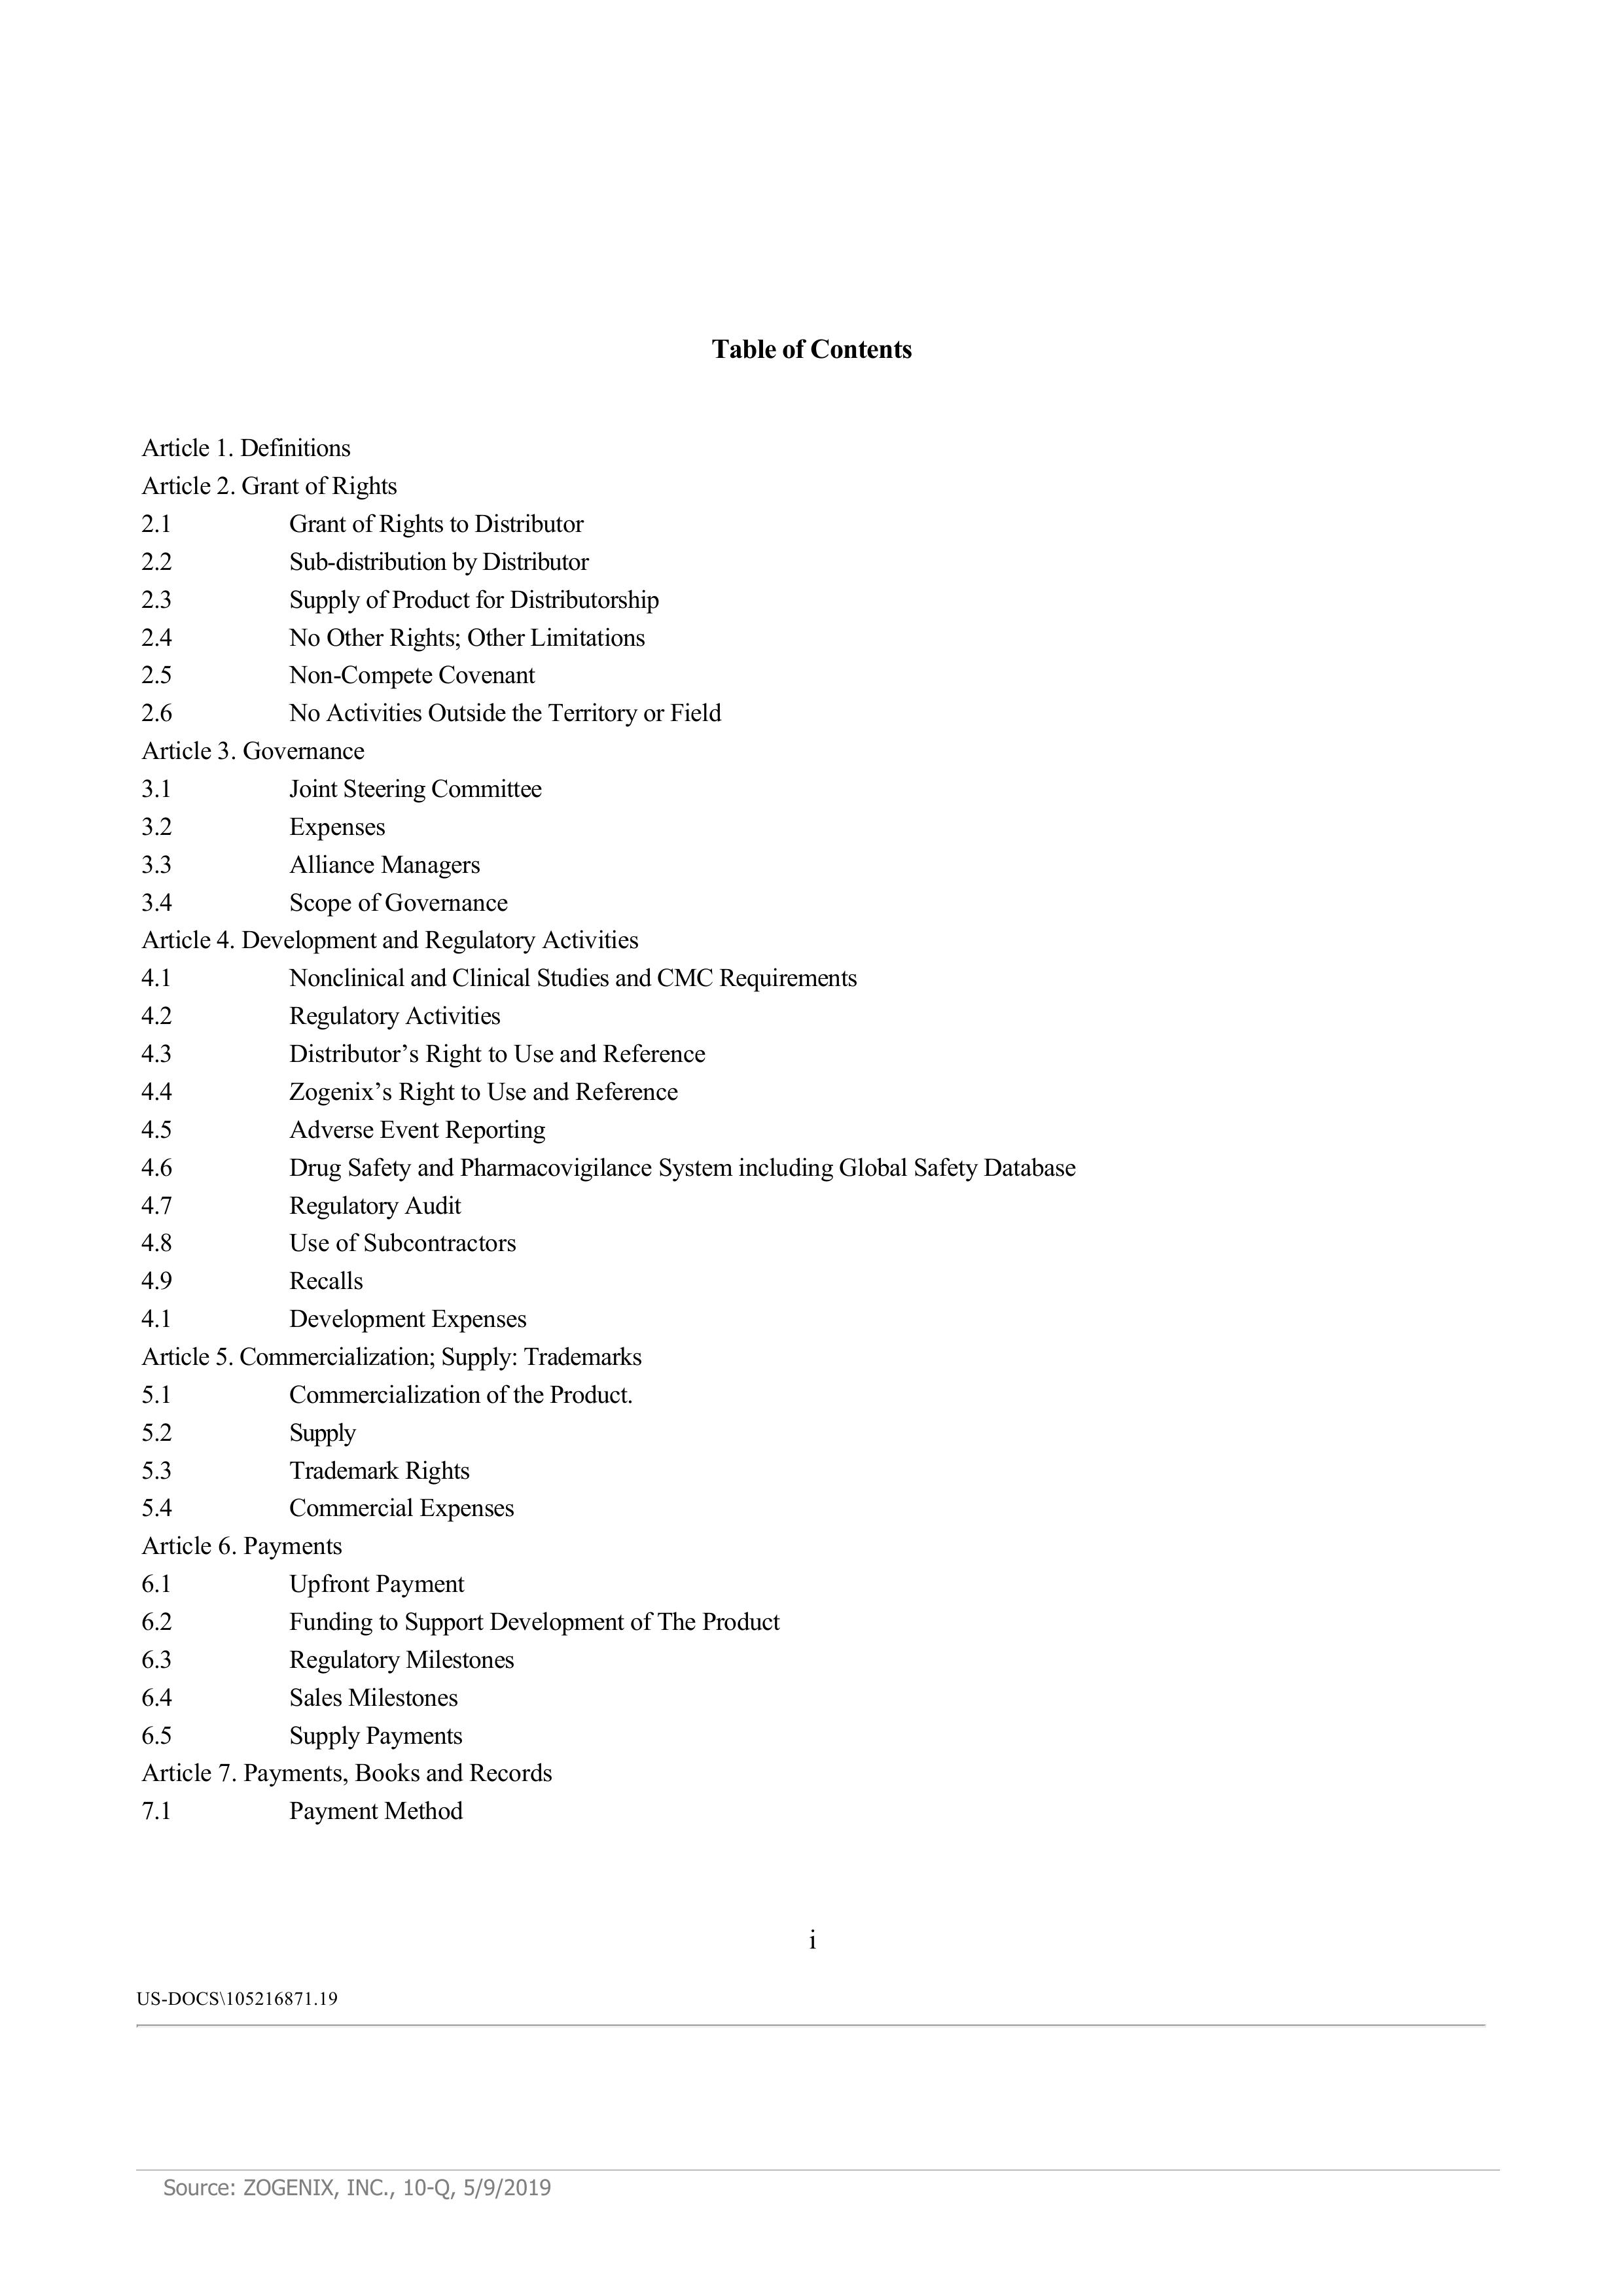 Table of Contents
Article 1. Definitions
Article 2. Grant of Rights
2.1 Grant of Rights to Distributor
2.2 Sub-distribution by Distributor
2.3 Supply of Product for Distributorship
2.4 No Other Rights; Other Limitations
2.5 Non-Compete Covenant
2.6 No Activities Outside the Territory or Field
Article 3. Governance
3.1 Joint Steering Committee
3.2 Expenses
3.3 Alliance Managers
3.4 Scope of Governance
Article 4. Development and Regulatory Activities
4.1 Nonclinical and Clinical Studies and CMC Requirements
4.2 Regulatory Activities
4.3 Distributor’s Right to Use and Reference
4.4 Zogenix’s Right to Use and Reference
4.5 Adverse Event Reporting
4.6 Drug Safety and Pharmacovigilance System including Global Safety Database
4.7 Regulatory Audit
4.8 Use of Subcontractors
4.9 Recalls
4.1 Development Expenses
Article 5. Commercialization; Supply: Trademarks
5.1 Commercialization of the Product.
5.2 Supply
5.3 Trademark Rights
5.4 Commercial Expenses
Article 6. Payments
6.1 Upfront Payment
6.2 Funding to Support Development of The Product
6.3 Regulatory Milestones
6.4 Sales Milestones
6.5 Supply Payments
Article 7. Payments, Books and Records
7.1 Payment Method
i
US-DOCS\105216871.19
Source: ZOGENIX, INC., 10-Q, 5/9/2019